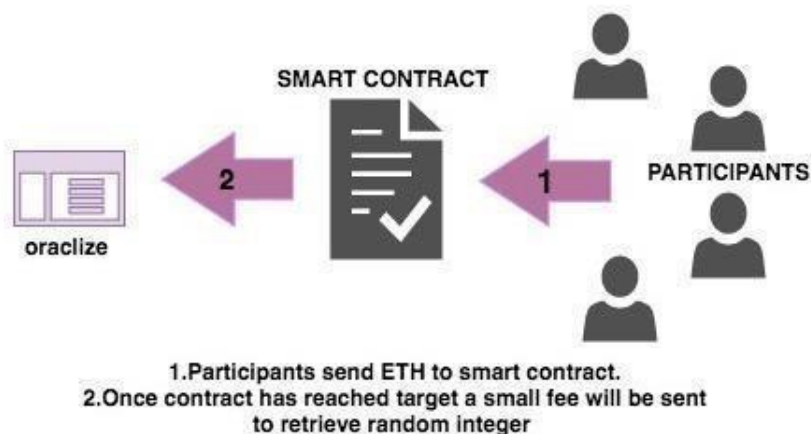 SMART CONTRACT
2
1
PARTICIPANTS
oraclize
1.Participants send ETH to smart contract.
2.Once contract has reached target a small fee will be sent
to retrieve random integer